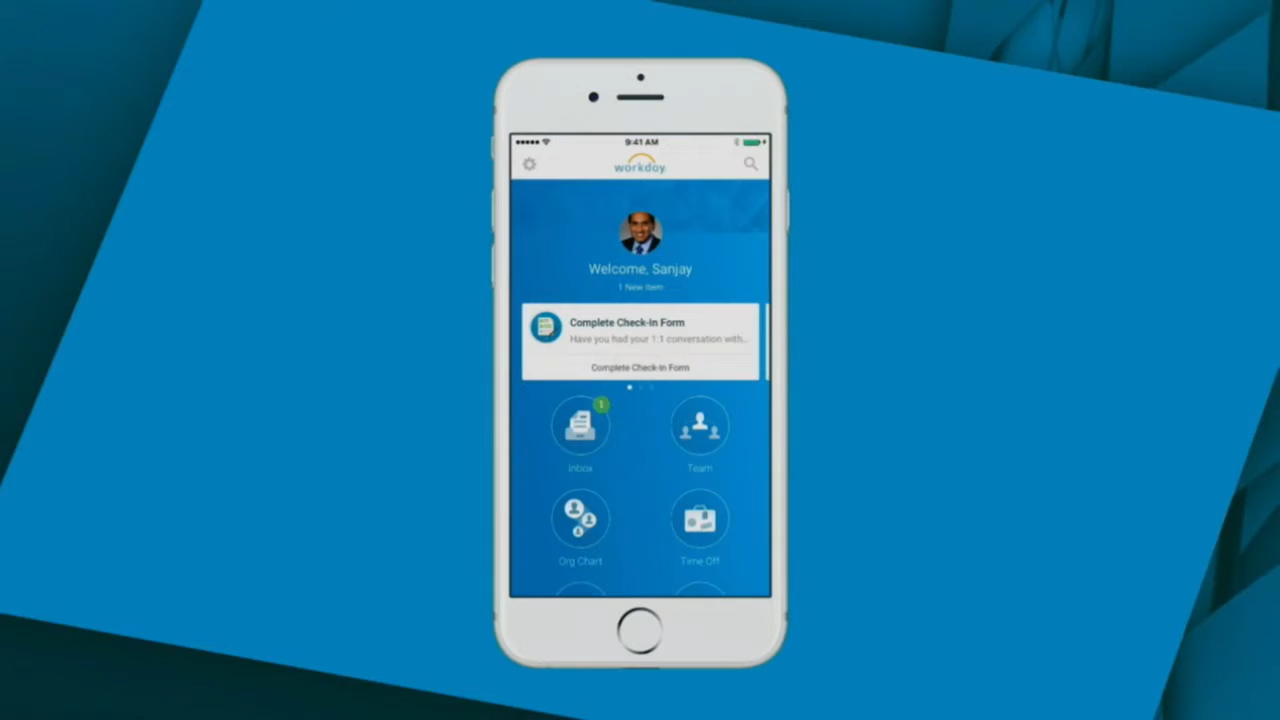 9:41 AM
workday
Welcome, Sanjay
1 New Item
Complete Check-In Form
Have you had your 1:1 conversation with...
Complete Check-In Form
1
Inbox
Team
Org Chart
Time Off